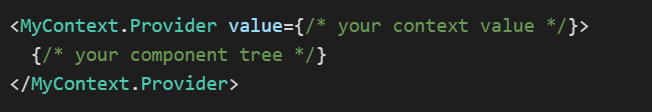 <MyContext.Provider value={/* your context value */}>
  {/* your component tree */}
</MyContext.Provider>